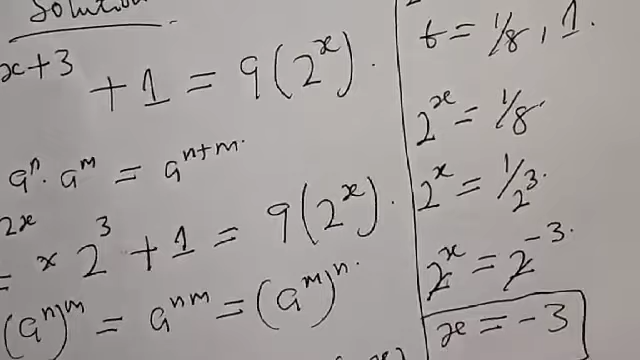 Solution
x+3 + 1 = 9(2^x).
a^n. a^m = a^(n+m).
2x × 2^3 + 1 = 9(2^x).
(a^n)^m = a^(nm) = (a^m)^n.
t = 1/8, 1.
2^x = 1/8.
2^x = 1/2^3.
2^x = 2^-3.
x = -3